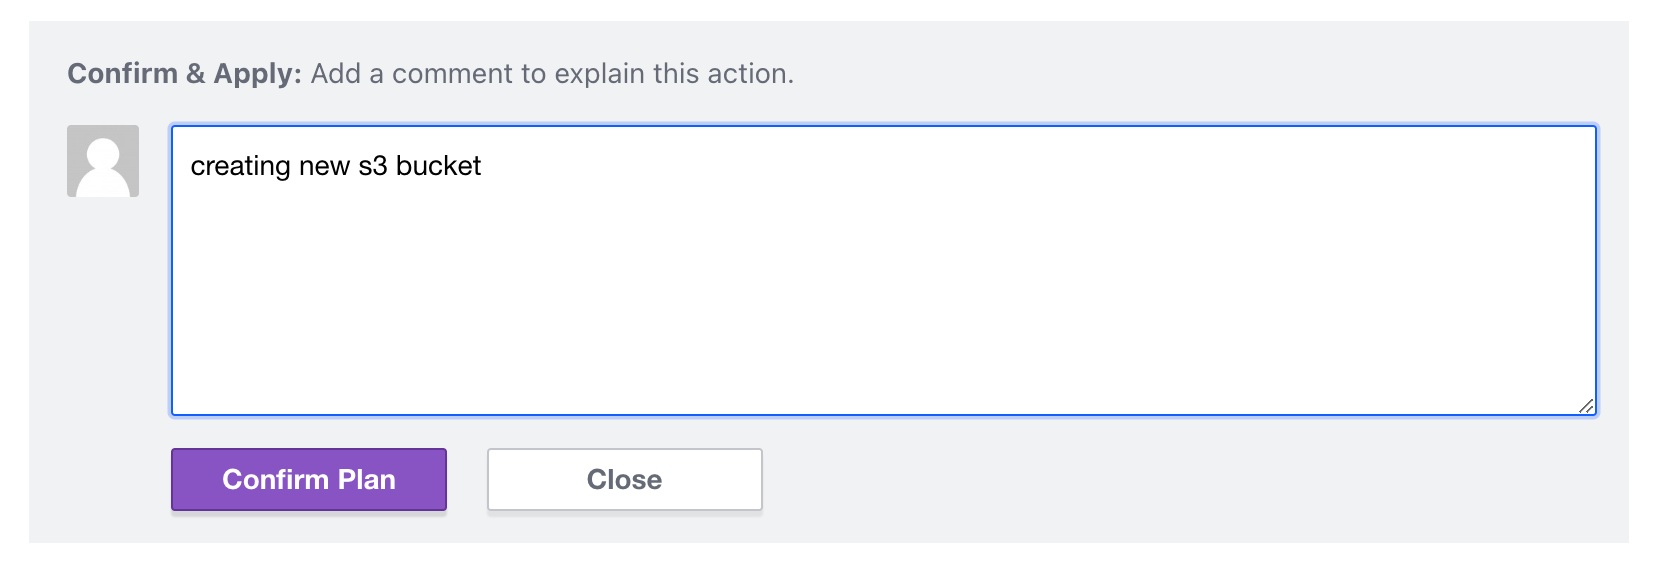 Confirm & Apply: Add a comment to explain this action.
creating new s3 bucket
Confirm Plan
Close